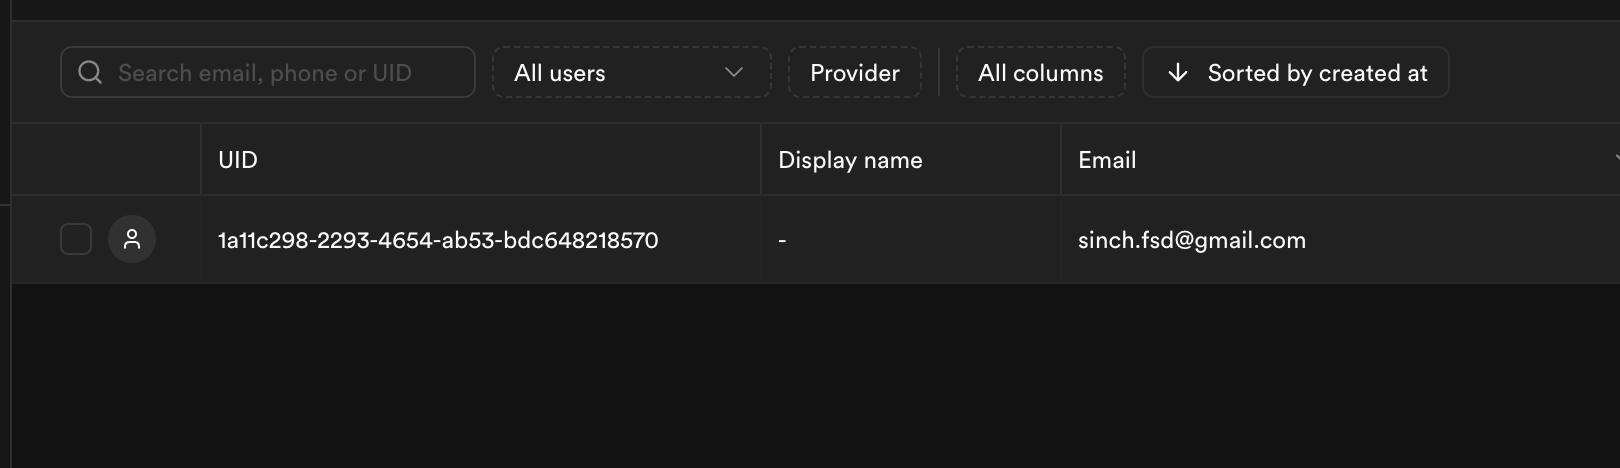 Search email, phone or UID
All users
Provider
All columns
Sorted by created at
UID
Display name
Email
1a11c298-2293-4654-ab53-bdc648218570
-
sinch.fsd@gmail.com